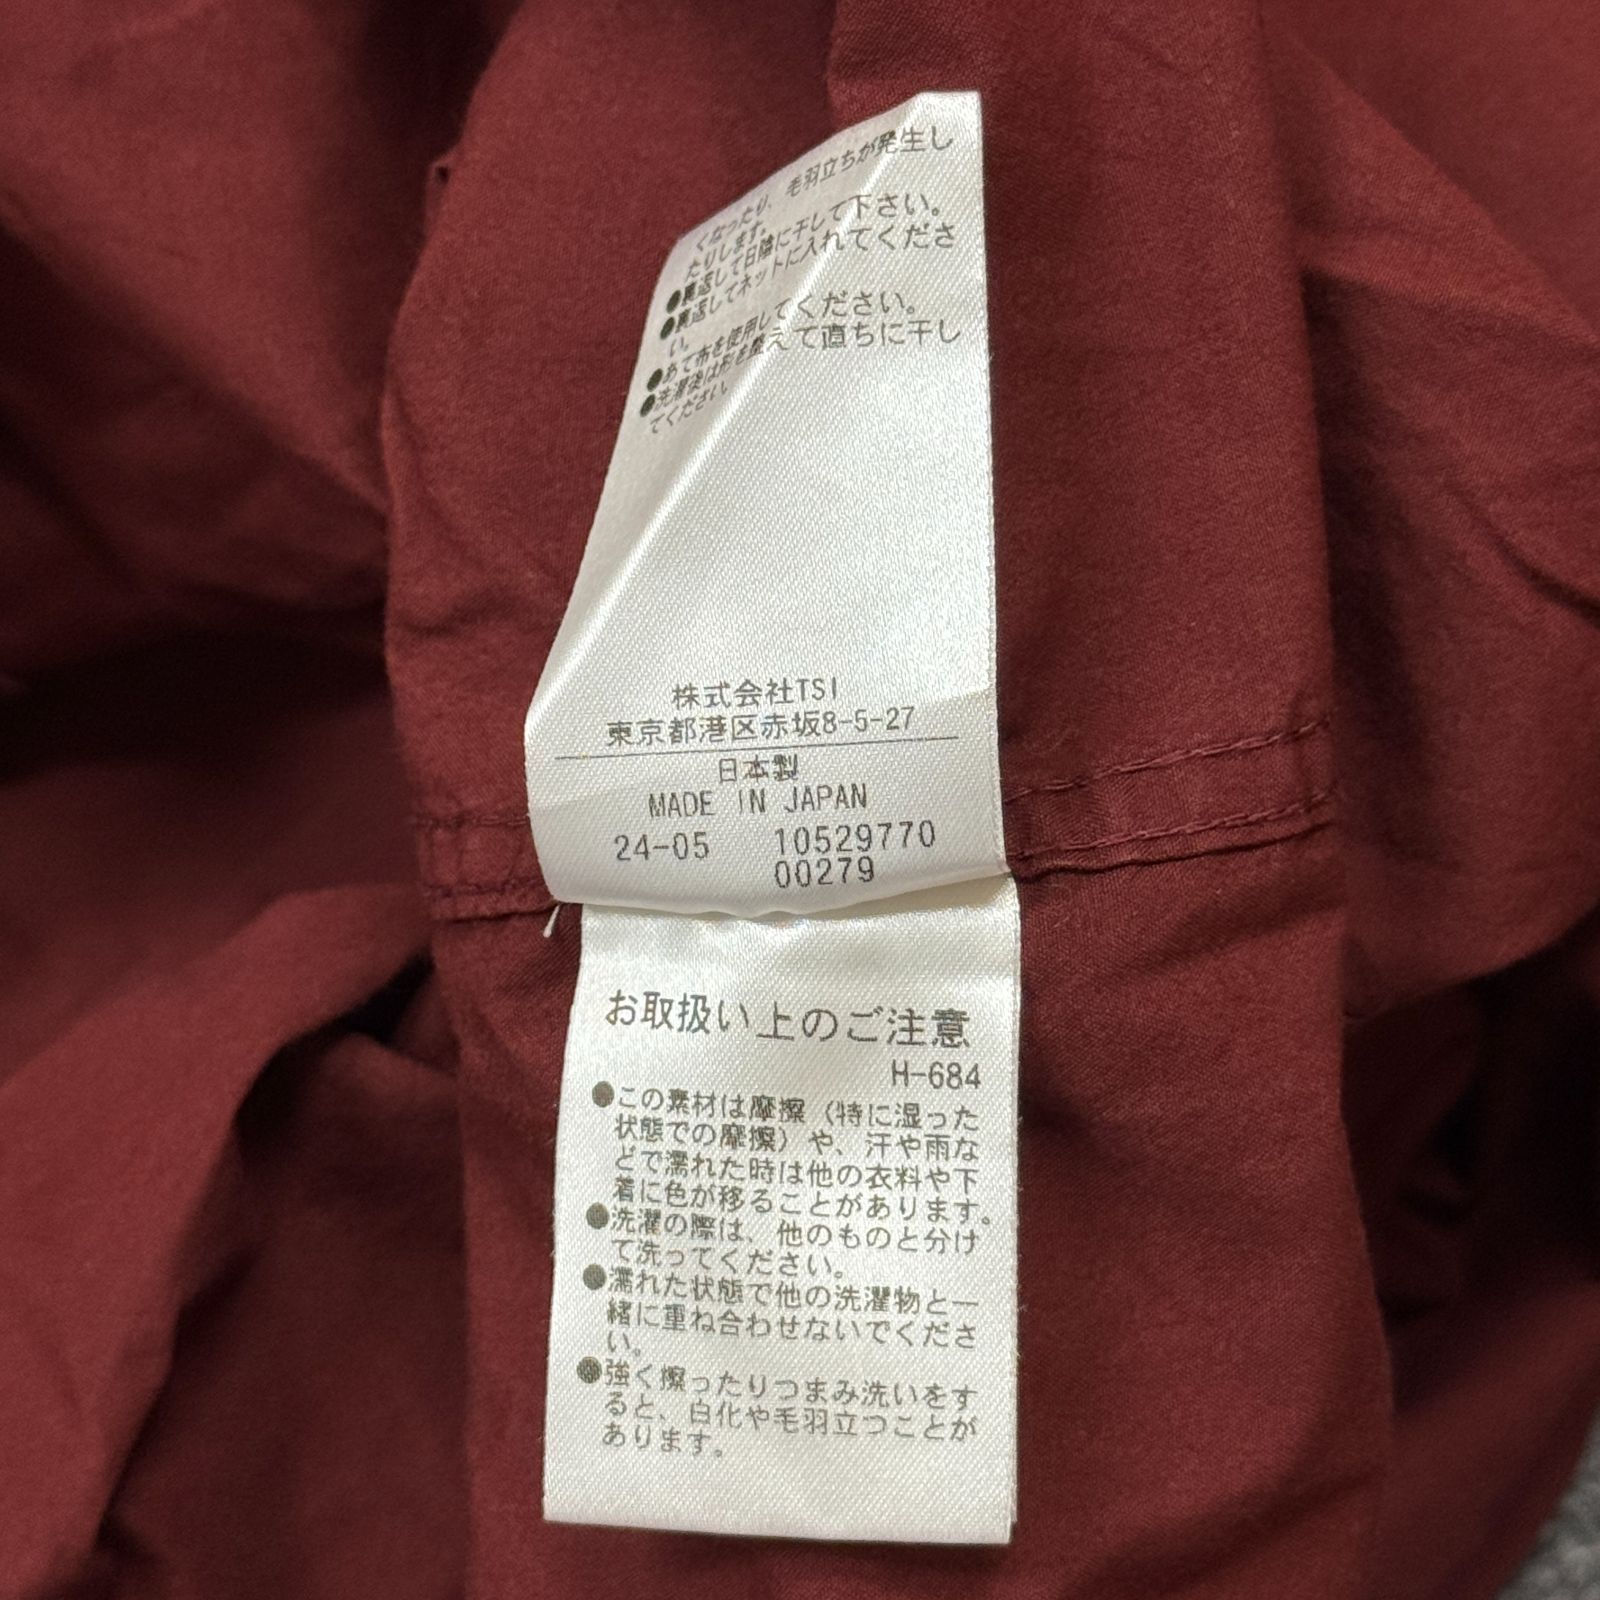 くなったり、毛羽立ちが発生し
たりします。
●裏返して日陰に干して下さい。
●裏返してネットに入れてくださ
い。
●あて布を使用してください。
●洗濯後は形を整えて直ちに干し
てください。
株式会社TSI
東京都港区赤坂8-5-27
日本製
MADE IN JAPAN
24-05 10529770
00279
お取扱い上のご注意
H-684
●この素材は摩擦（特に湿った
状態での摩擦）や、汗や雨な
どで濡れた時は他の衣料や下
着に色が移ることがあります。
●洗濯の際は、他のものと分け
て洗ってください。
●濡れた状態で他の洗濯物と一
緒に重ね合わせないでくださ
い。
●強く擦ったりつまみ洗いをす
ると、白化や毛羽立つことが
あります。